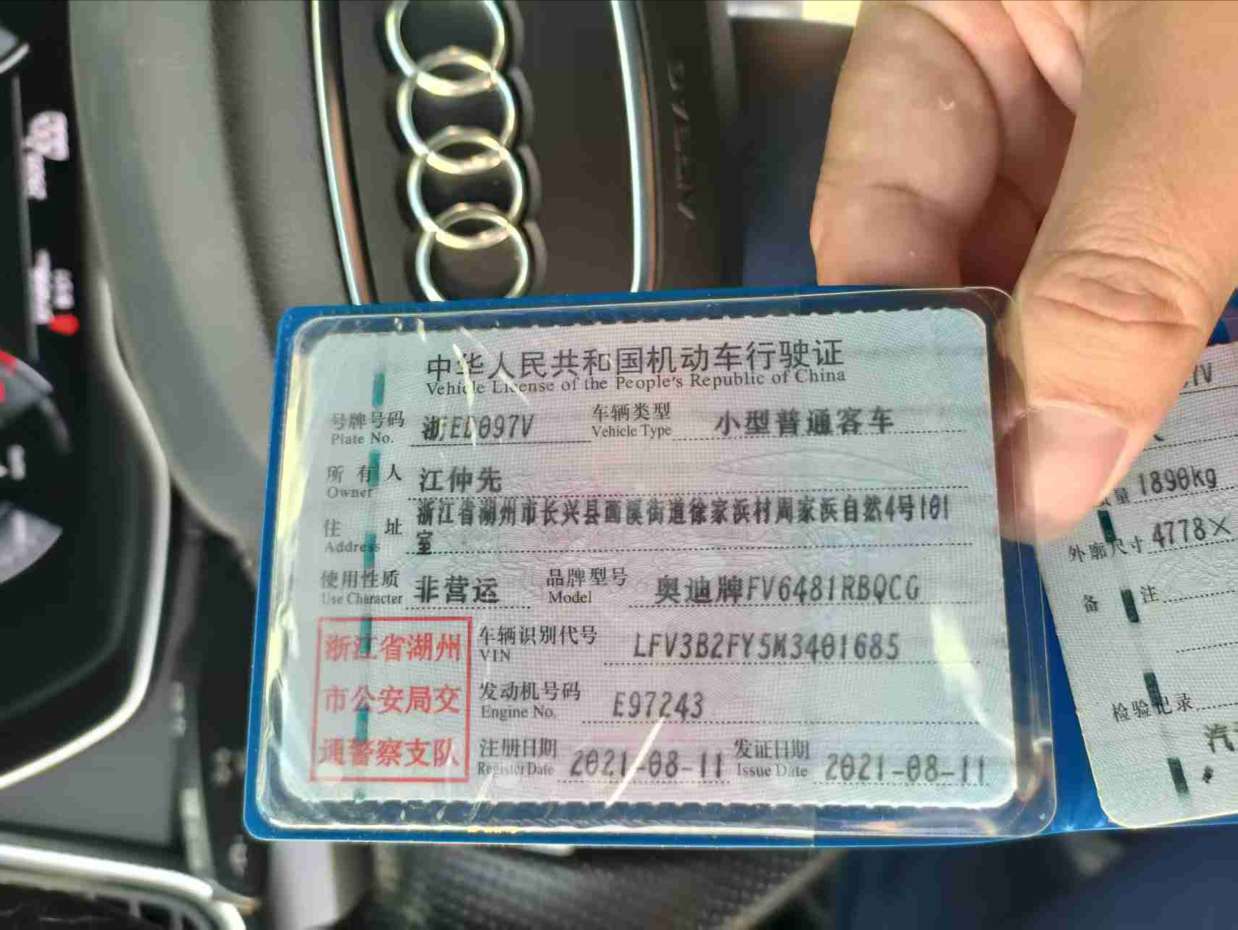 中华人民共和国机动车行驶证
Vehicle License of the People's Republic of China
号牌号码 浙ED097V 车辆类型 小型普通客车
Plate No. Vehicle Type
所有人 江仲先
Owner
住址 浙江省湖州市长兴县画溪街道徐家浜村周家浜自然4号101
Address 室
使用性质 非营运 品牌型号 奥迪牌FV6481RBQCG
Use Character Model
浙江省湖州 车辆识别代号 LFV3B2FY5M3401685
VIN
市公安局交 发动机号码 E97243
Engine No.
通警察支队 注册日期 2021-08-11 发证日期 2021-08-11
Register Date Issue Date
1890kg
外廓尺寸 4778×
备注
检验记录